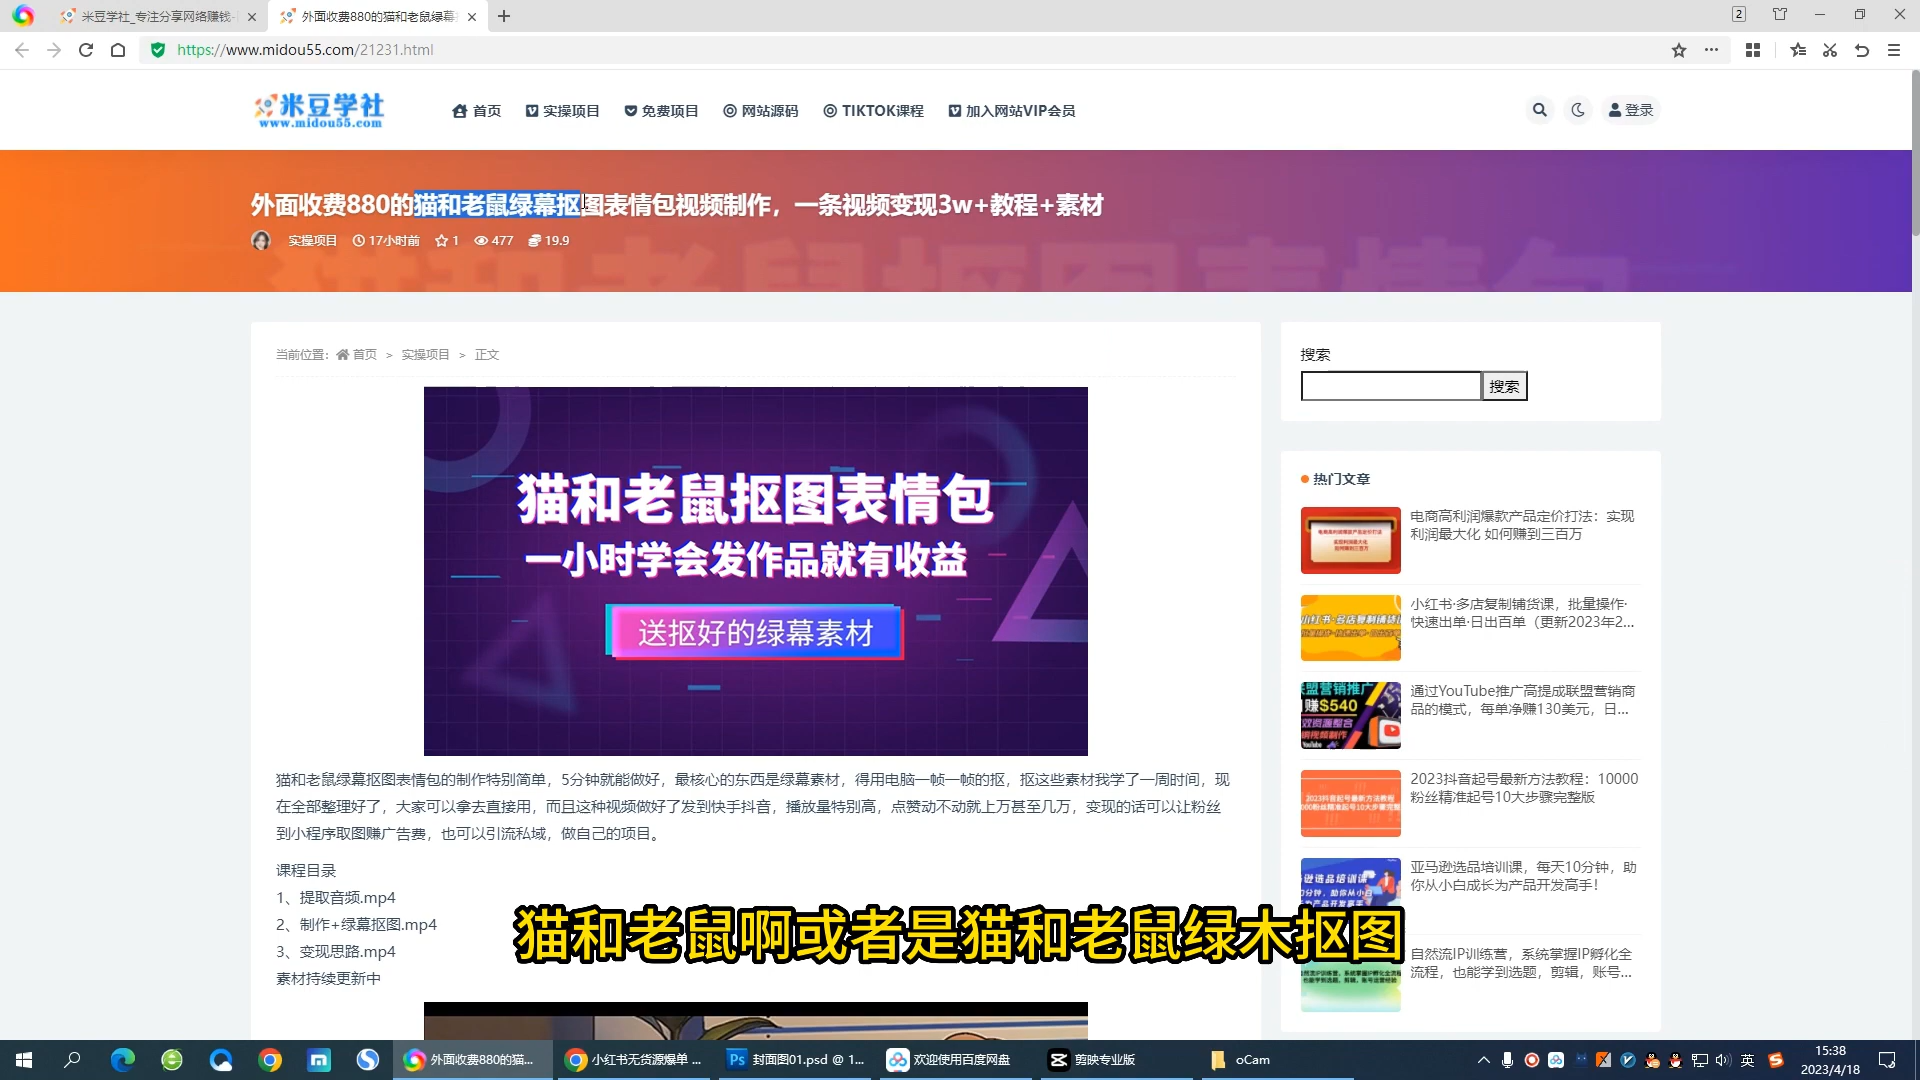 米豆学社_专注分享网络赚钱-
外面收费880的猫和老鼠绿幕
2
https://www.midou55.com/21231.html
米豆学社
www.midou55.com
首页
实操项目
免费项目
网站源码
TIKTOK课程
加入网站VIP会员
登录
外面收费880的猫和老鼠绿幕抠图表情包视频制作，一条视频变现3w+教程+素材
实操项目 17小时前 1 477 19.9
当前位置： 首页 > 实操项目 > 正文
猫和老鼠抠图表情包
一小时学会发作品就有收益
送抠好的绿幕素材
猫和老鼠绿幕抠图表情包的制作特别简单，5分钟就能做好，最核心的东西是绿幕素材，得用电脑一帧一帧的抠，抠这些素材我学了一周时间，现
在全部整理好了，大家可以拿去直接用，而且这种视频做好了发到快手抖音，播放量特别高，点赞动不动就上万甚至几万，变现的话可以让粉丝
到小程序取图赚广告费，也可以引流私域，做自己的项目。
课程目录
1、提取音频.mp4
2、制作+绿幕抠图.mp4
3、变现思路.mp4
素材持续更新中
搜索
搜索
热门文章
电商高利润爆款产品定价打法：实现
利润最大化 如何赚到三百万
小红书·多店复制铺货课，批量操作·
快速出单·日出百单（更新2023年2...
通过YouTube推广高提成联盟营销商
品的模式，每单净赚130美元，日...
2023抖音起号最新方法教程：10000
粉丝精准起号10大步骤完整版
亚马逊选品培训课，每天10分钟，助
你从小白成长为产品开发高手！
自然流IP训练营，系统掌握IP孵化全
流程，也能学到选题，剪辑，账号...
猫和老鼠啊或者是猫和老鼠绿木抠图
外面收费880的猫...
小红书无货源爆单 ...
封面图01.psd @ 1...
欢迎使用百度网盘
剪映专业版
oCam
英
15:38
2023/4/18